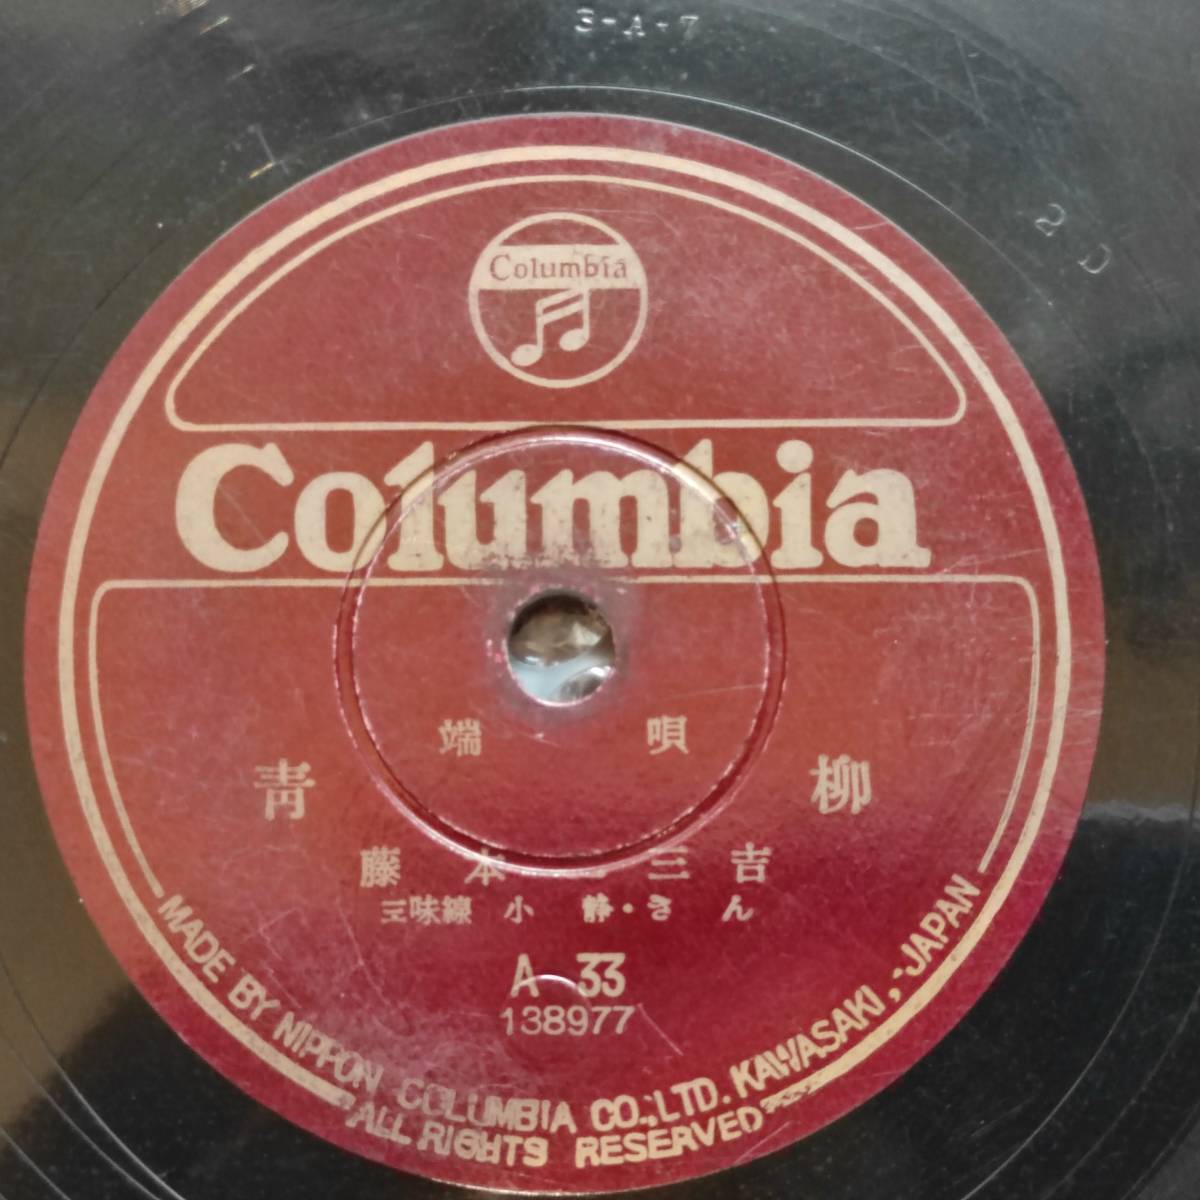 3-A-7
2 D
Columbia
Columbia
端唄
青柳
藤本二三吉
三味線 小静・きん
A 33
138977
MADE BY NIPPON COLUMBIA CO., LTD. KAWASAKI, JAPAN
ALL RIGHTS RESERVED